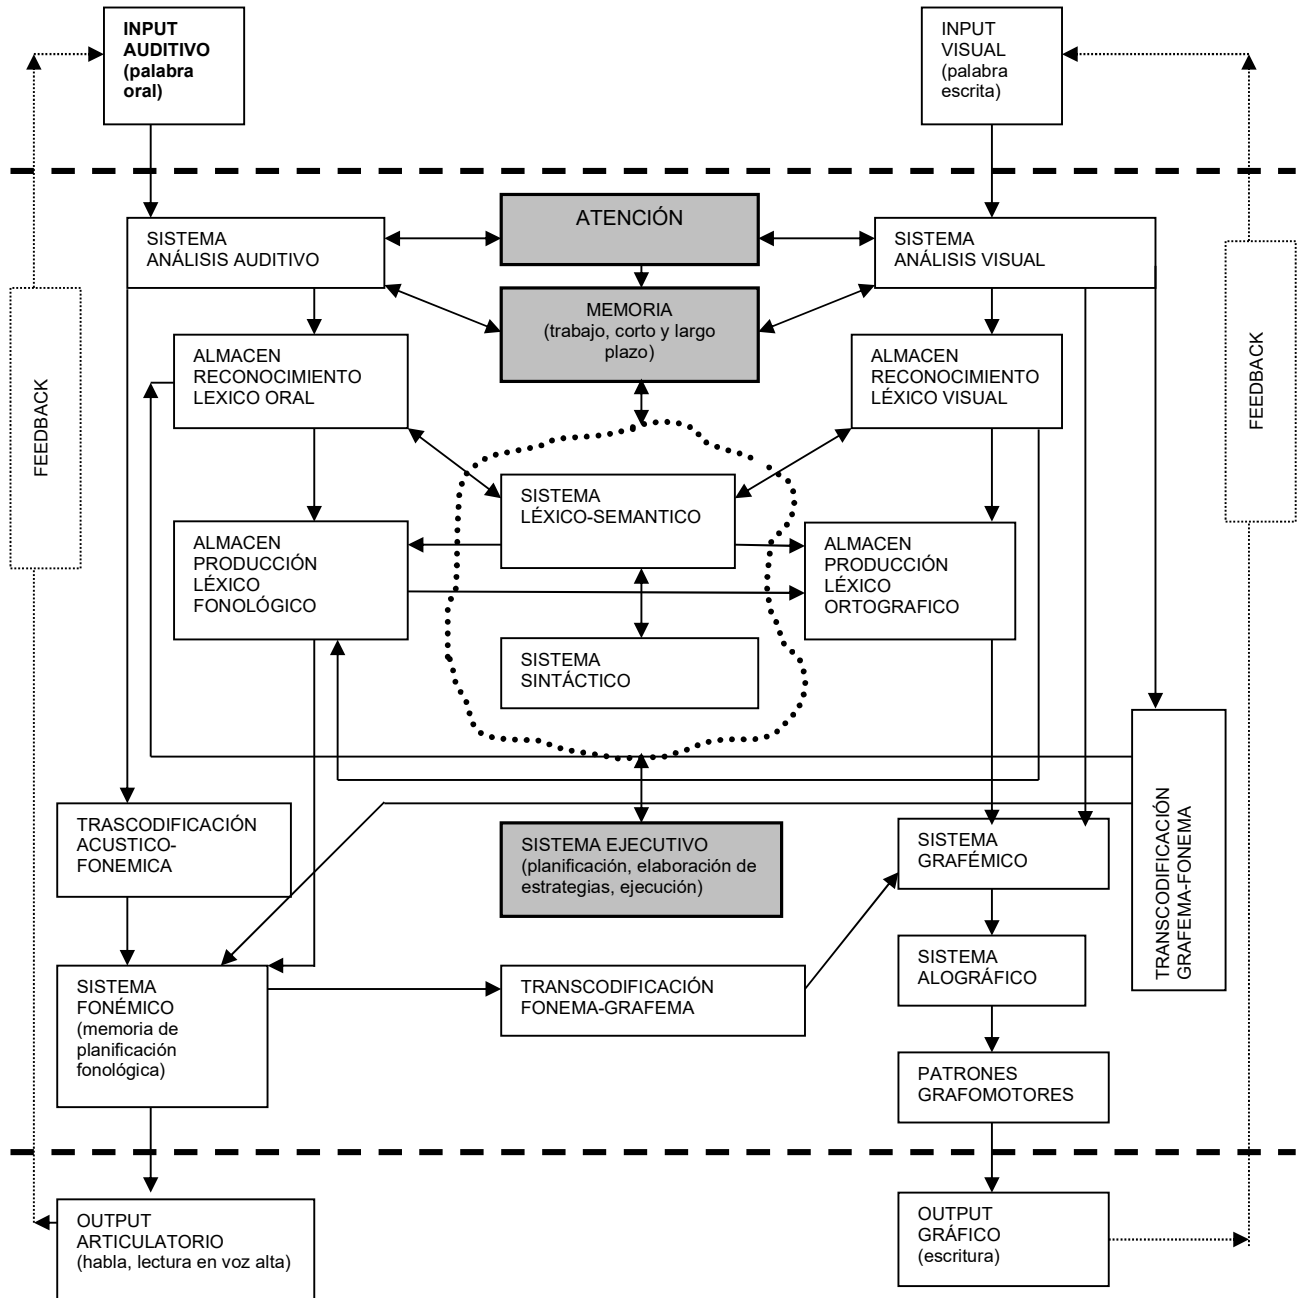 INPUT
AUDITIVO
(palabra
oral)
INPUT
VISUAL
(palabra
escrita)
ATENCIÓN
SISTEMA
ANÁLISIS AUDITIVO
SISTEMA
ANÁLISIS VISUAL
MEMORIA
(trabajo, corto y largo
plazo)
ALMACEN
RECONOCIMIENTO
LEXICO ORAL
ALMACEN
RECONOCIMIENTO
LÉXICO VISUAL
FEEDBACK
FEEDBACK
SISTEMA
LÉXICO-SEMANTICO
ALMACEN
PRODUCCIÓN
LÉXICO
FONOLÓGICO
ALMACEN
PRODUCCIÓN
LÉXICO
ORTOGRAFICO
SISTEMA
SINTÁCTICO
TRASCODIFICACIÓN
ACUSTICO-
FONEMICA
SISTEMA EJECUTIVO
(planificación, elaboración de
estrategias, ejecución)
SISTEMA
GRAFÉMICO
TRANSCODIFICACIÓN
GRAFEMA-FONEMA
SISTEMA
FONÉMICO
(memoria de
planificación
fonológica)
TRANSCODIFICACIÓN
FONEMA-GRAFEMA
SISTEMA
ALOGRÁFICO
PATRONES
GRAFOMOTORES
OUTPUT
ARTICULATORIO
(habla, lectura en voz alta)
OUTPUT
GRÁFICO
(escritura)